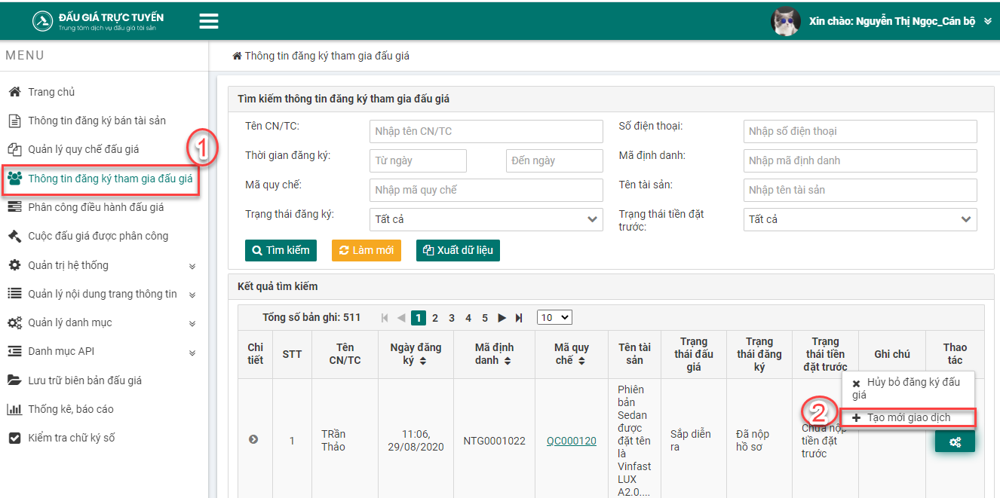 ĐẤU GIÁ TRỰC TUYẾN
Trung tâm dịch vụ đấu giá tài sản
Xin chào: Nguyễn Thị Ngọc_Cán bộ
MENU
Trang chủ
Thông tin đăng ký bán tài sản
Quản lý quy chế đấu giá
1
Thông tin đăng ký tham gia đấu giá
Phân công điều hành đấu giá
Cuộc đấu giá được phân công
Quản trị hệ thống
Quản lý nội dung trang thông tin
Quản lý danh mục
Danh mục API
Lưu trữ biên bản đấu giá
Thống kê, báo cáo
Kiểm tra chữ ký số
Thông tin đăng ký tham gia đấu giá
Tìm kiếm thông tin đăng ký tham gia đấu giá
Tên CN/TC: Nhập tên CN/TC Số điện thoại: Nhập số điện thoại
Thời gian đăng ký: Từ ngày Đến ngày Mã định danh: Nhập mã định danh
Mã quy chế: Nhập mã quy chế Tên tài sản: Nhập tên tài sản
Trạng thái đăng ký: Tất cả Trạng thái tiền đặt
trước: Tất cả
Tìm kiếm Làm mới Xuất dữ liệu
Kết quả tìm kiếm
Tổng số bản ghi: 511 1 2 3 4 5 10
Chi
tiết
STT
Tên
CN/TC
Ngày đăng
ký
Mã định
danh
Mã quy
chế
Tên tài
sản
Trạng
thái đấu
giá
Trạng
thái đăng
ký
Trạng
thái tiền
đặt trước
Ghi chú
Thao
tác
1
TRần
Thảo
11:06,
29/08/2020
NTG0001022
QC000120
Phiên
bản
Sedan
được
đặt tên
là
Vinfast
LUX
A2.0....
Sắp diễn
ra
Đã nộp
hồ sơ
Chưa nộp
tiền đặt
trước
Hủy bỏ đăng ký đấu
giá
2
Tạo mới giao dịch